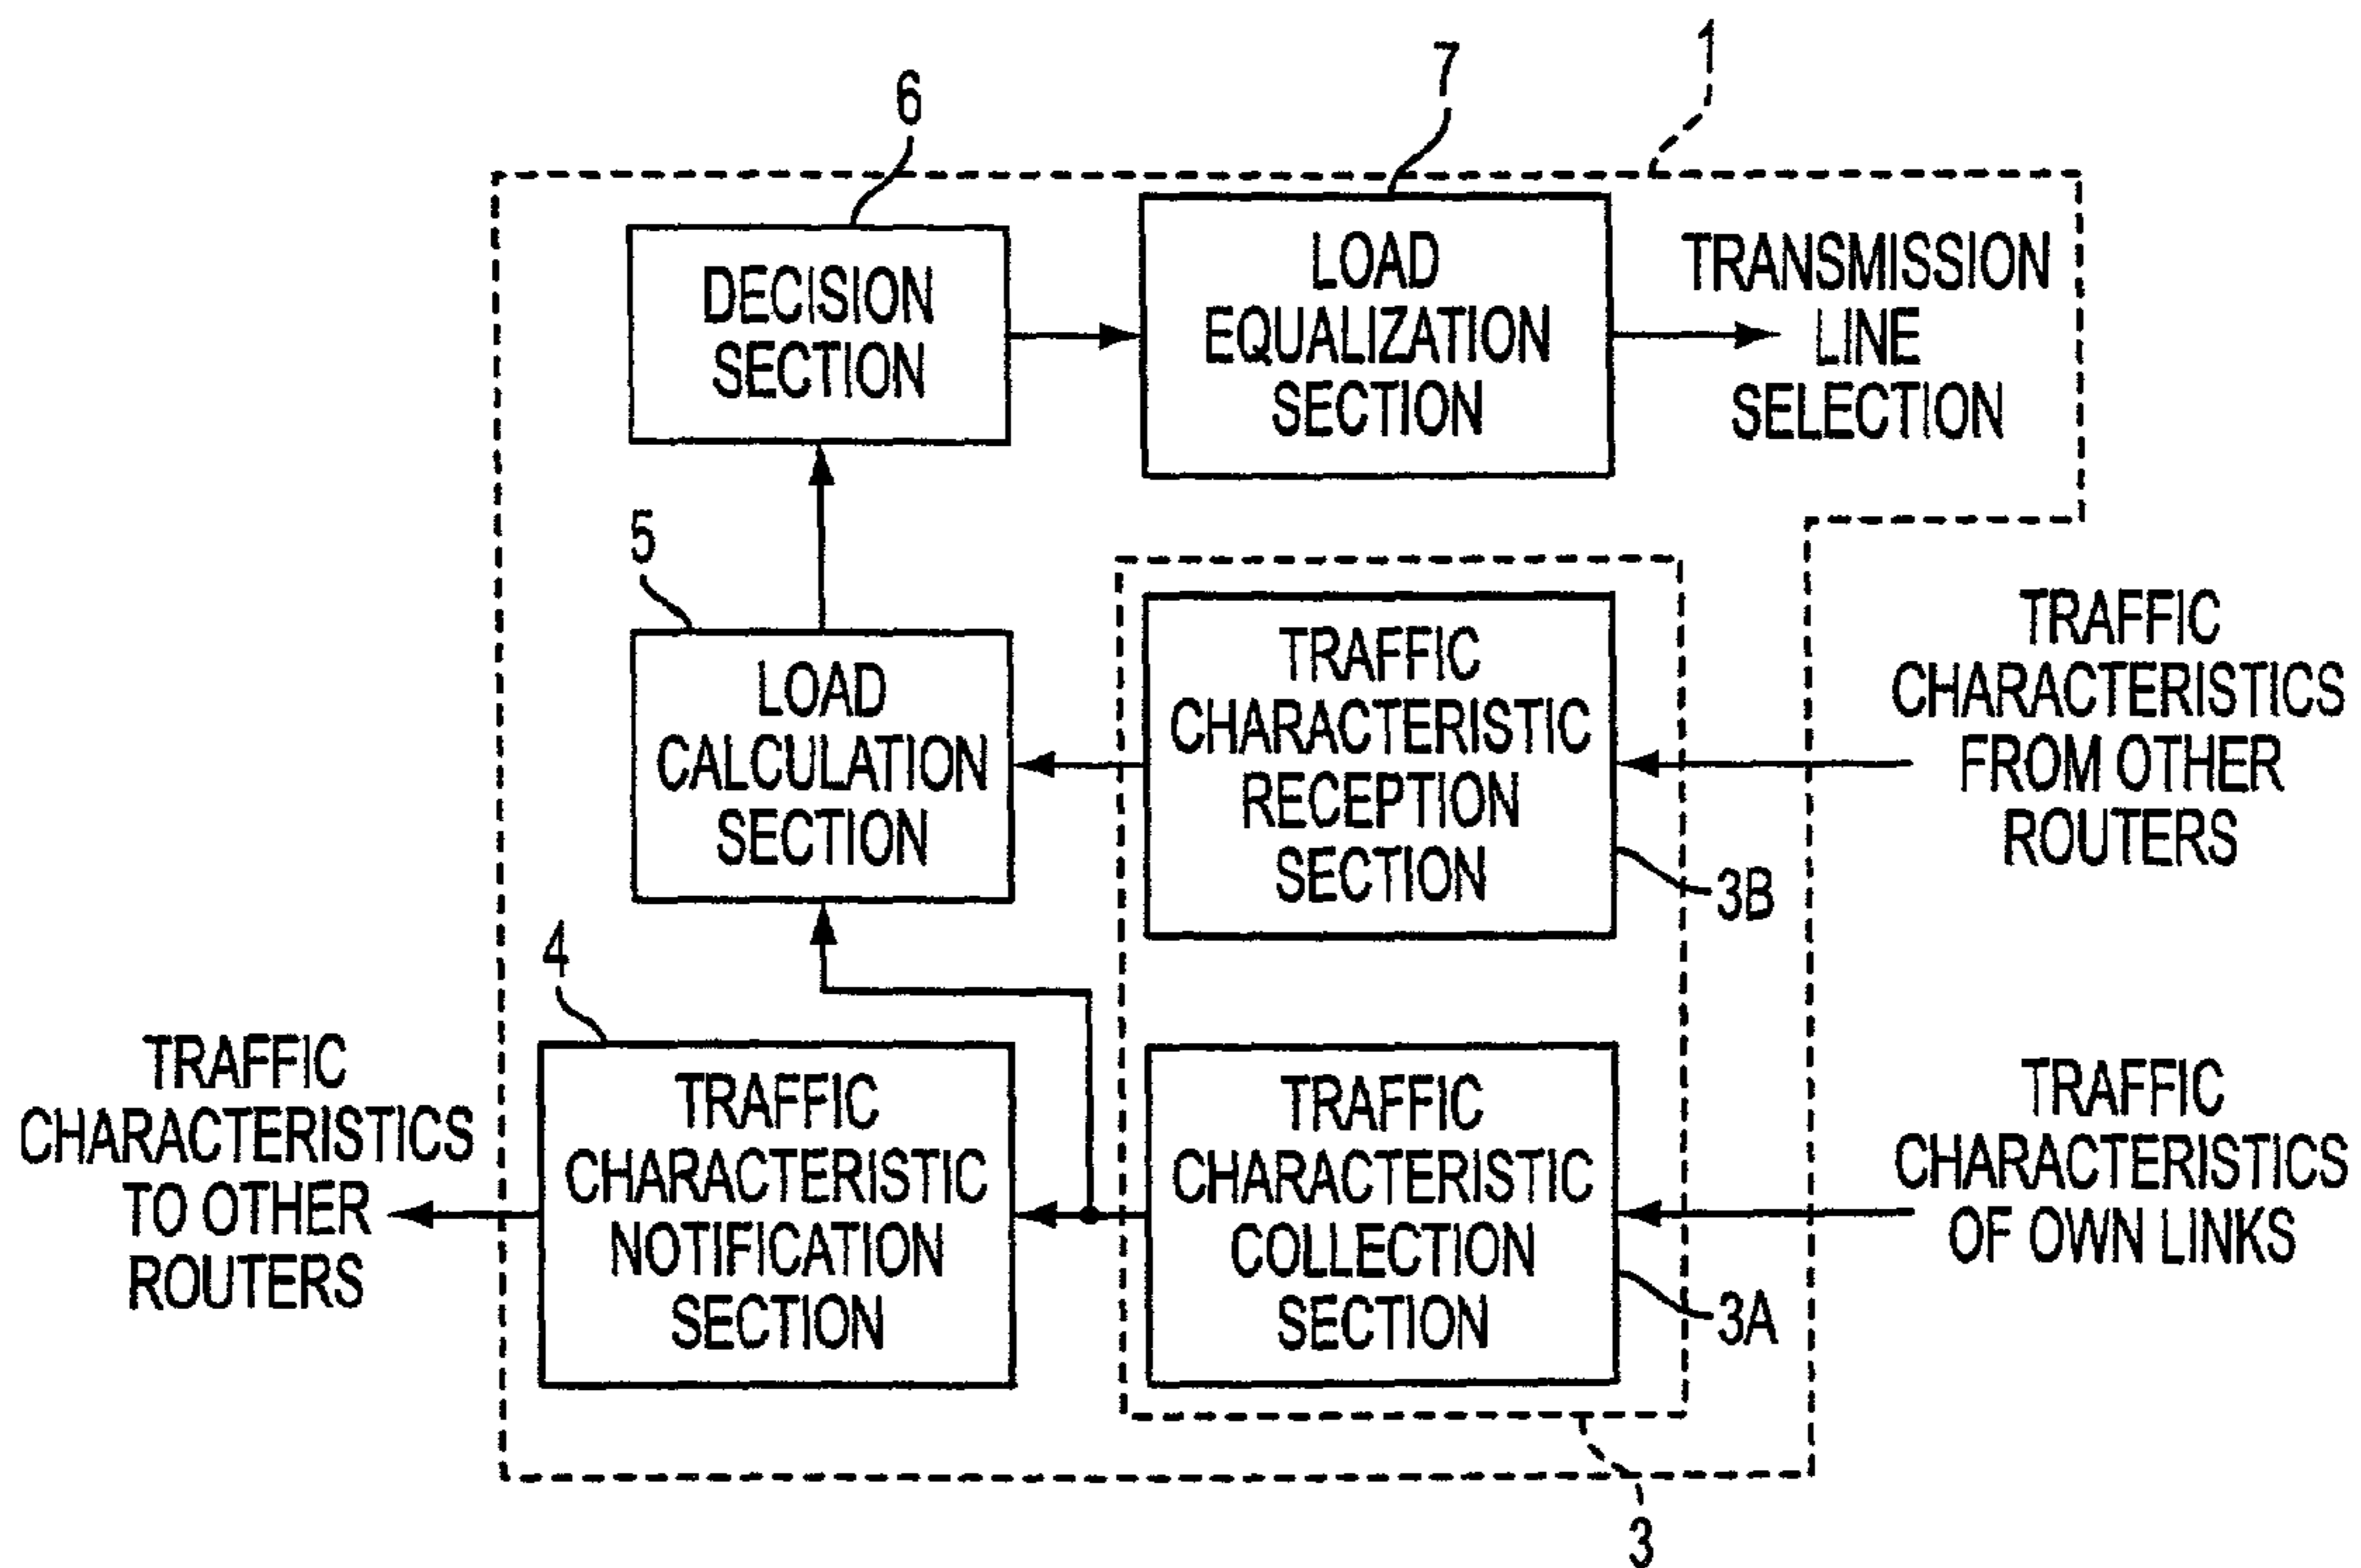 1
7
6
DECISION
SECTION
LOAD
EQUALIZATION
SECTION
TRANSMISSION
LINE
SELECTION
5
LOAD
CALCULATION
SECTION
TRAFFIC
CHARACTERISTIC
RECEPTION
SECTION
3B
TRAFFIC
CHARACTERISTICS
FROM OTHER
ROUTERS
4
TRAFFIC
CHARACTERISTICS
TO OTHER
ROUTERS
TRAFFIC
CHARACTERISTIC
NOTIFICATION
SECTION
TRAFFIC
CHARACTERISTIC
COLLECTION
SECTION
3A
TRAFFIC
CHARACTERISTICS
OF OWN LINKS
3